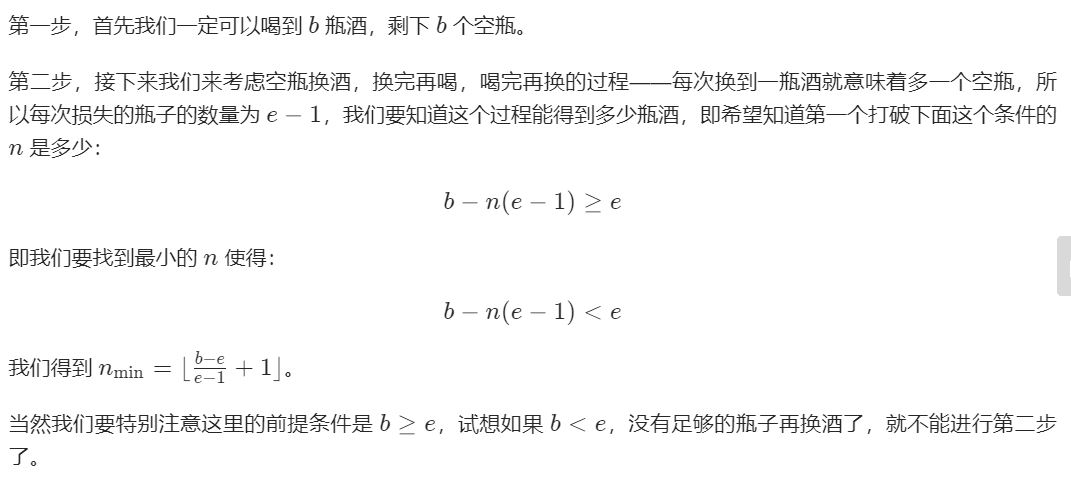 第一步，首先我们一定可以喝到 b 瓶酒，剩下 b 个空瓶。
第二步，接下来我们来考虑空瓶换酒，换完再喝，喝完再换的过程——每次换到一瓶酒就意味着多一个空瓶，所
以每次损失的瓶子的数量为 e − 1，我们要知道这个过程能得到多少瓶酒，即希望知道第一个打破下面这个条件的
n 是多少：
b − n(e − 1) ≥ e
即我们要找到最小的 n 使得：
b − n(e − 1) < e
我们得到 n_min = ⌊(b−e)/(e−1) + 1⌋。
当然我们要特别注意这里的前提条件是 b ≥ e，试想如果 b < e，没有足够的瓶子再换酒了，就不能进行第二步
了。